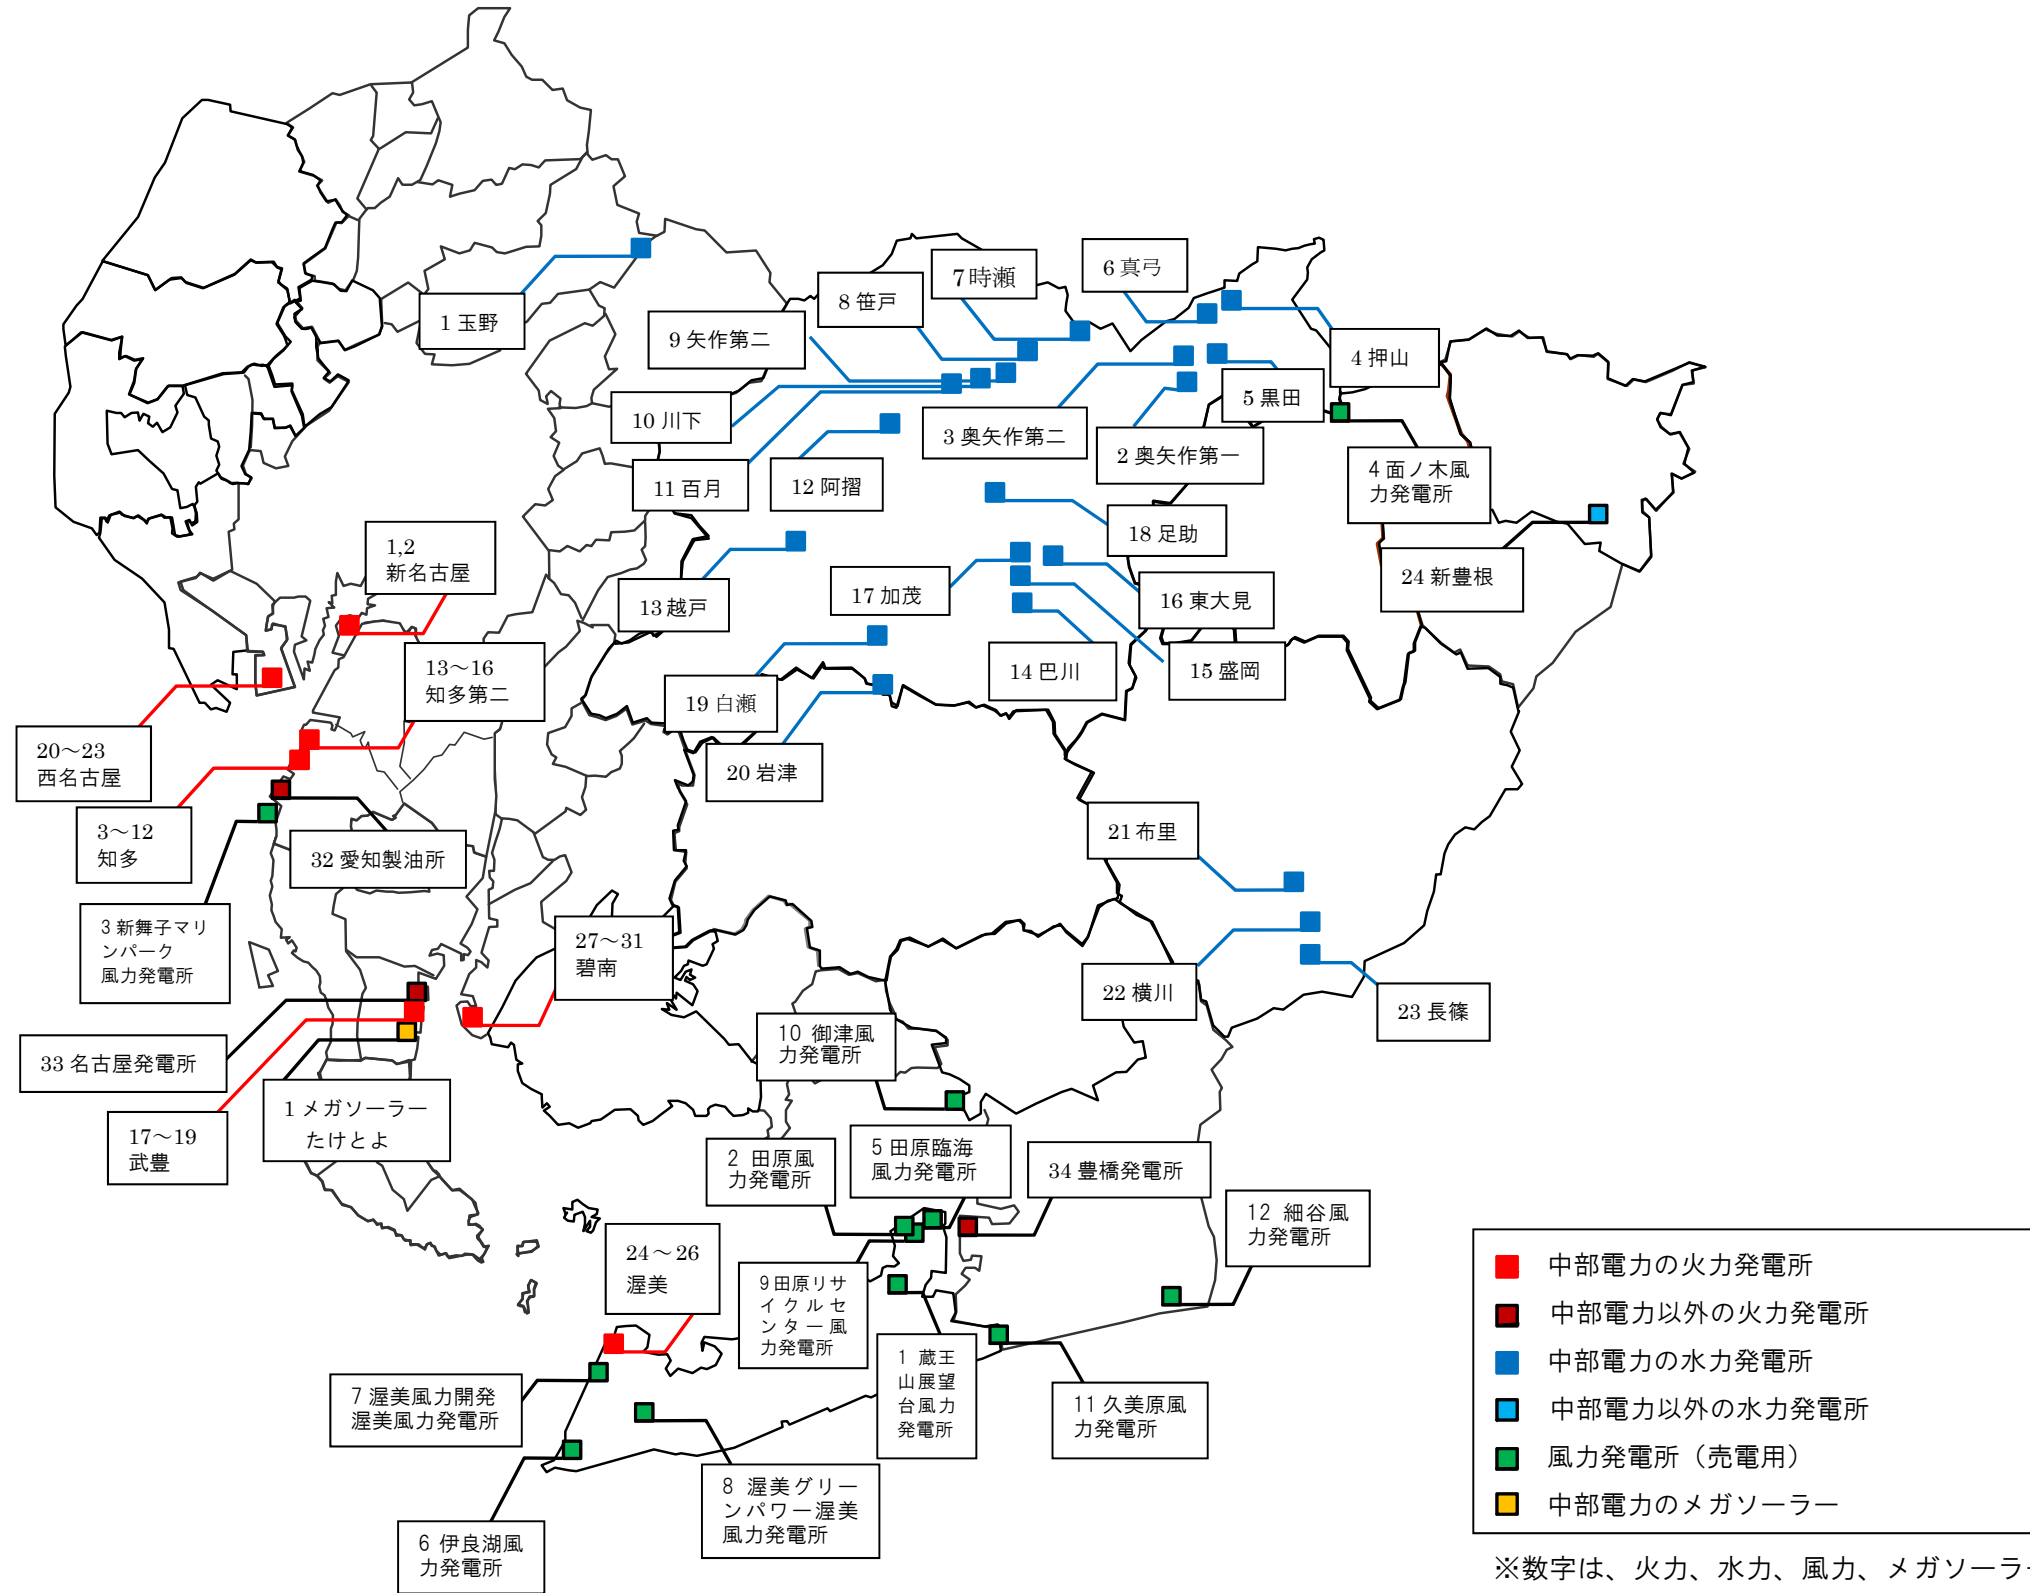 1 玉野
8 笹戸
7 時瀬
6 真弓
9 矢作第二
4 押山
5 黒田
10 川下
3 奥矢作第二
2 奥矢作第一
11 百月
12 阿摺
4 面ノ木風
力発電所
18 足助
1,2
新名古屋
24 新豊根
17 加茂
13 越戸
16 東大見
13～16
知多第二
14 巴川
15 盛岡
19 白瀬
20～23
西名古屋
20 岩津
3～12
知多
21 布里
32 愛知製油所
3 新舞子マリ
ンパーク
風力発電所
27～31
碧南
22 横川
23 長篠
10 御津風
力発電所
33 名古屋発電所
1 メガソーラー
たけとよ
17～19
武豊
2 田原風
力発電所
5 田原臨海
風力発電所
34 豊橋発電所
12 細谷風
力発電所
24～26
渥美
9 田原リサ
イクルセ
ンター風
力発電所
1 蔵王
山展望
台風力
発電所
7 渥美風力開発
渥美風力発電所
11 久美原風
力発電所
8 渥美グリー
ンパワー渥美
風力発電所
6 伊良湖風
力発電所
中部電力の火力発電所
中部電力以外の火力発電所
中部電力の水力発電所
中部電力以外の水力発電所
風力発電所（売電用）
中部電力のメガソーラー
※数字は、火力、水力、風力、メガソーラー